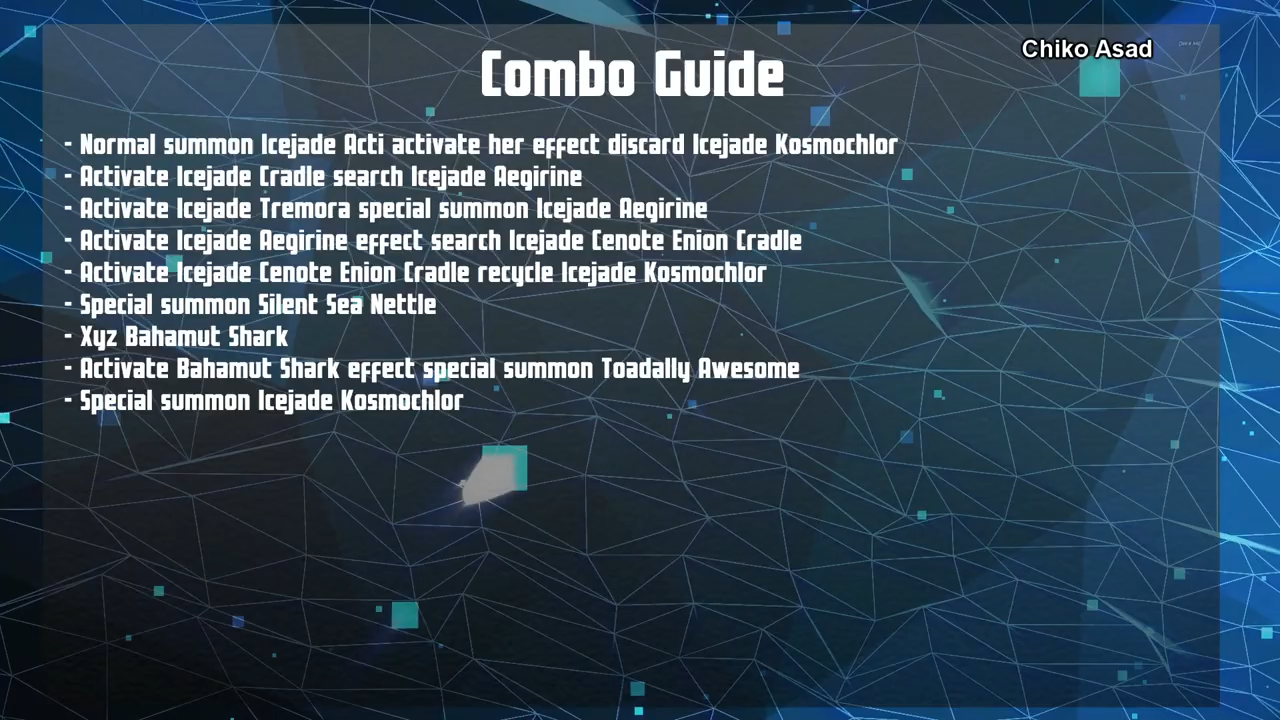 Combo Guide
Chiko Asad
- Normal summon Icejade Acti activate her effect discard Icejade Kosmochlor
- Activate Icejade Cradle search Icejade Aegirine
- Activate Icejade Tremora special summon Icejade Aegirine
- Activate Icejade Aegirine effect search Icejade Cenote Enion Cradle
- Activate Icejade Cenote Enion Cradle recycle Icejade Kosmochlor
- Special summon Silent Sea Nettle
- Xyz Bahamut Shark
- Activate Bahamut Shark effect special summon Toadally Awesome
- Special summon Icejade Kosmochlor